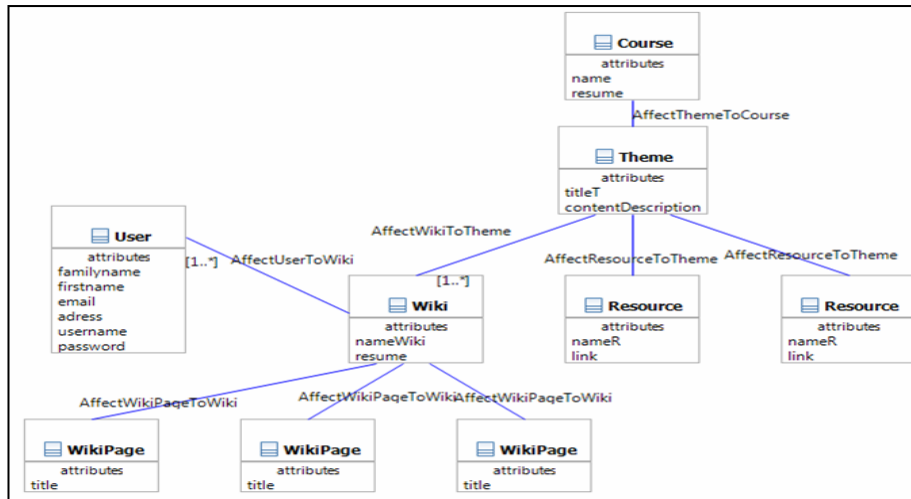 Course
attributes
name
resume
AffectThemeToCourse
Theme
attributes
titleT
contentDescription
AffectWikiToTheme
AffectResourceToTheme
AffectResourceToTheme
User
attributes
familyname
firstname
email
adress
username
password
[1..*]
AffectUserToWiki
[1..*]
Wiki
attributes
nameWiki
resume
Resource
attributes
nameR
link
Resource
attributes
nameR
link
AffectWikiPageToWiki
AffectWikiPageToWiki
AffectWikiPageToWiki
WikiPage
attributes
title
WikiPage
attributes
title
WikiPage
attributes
title